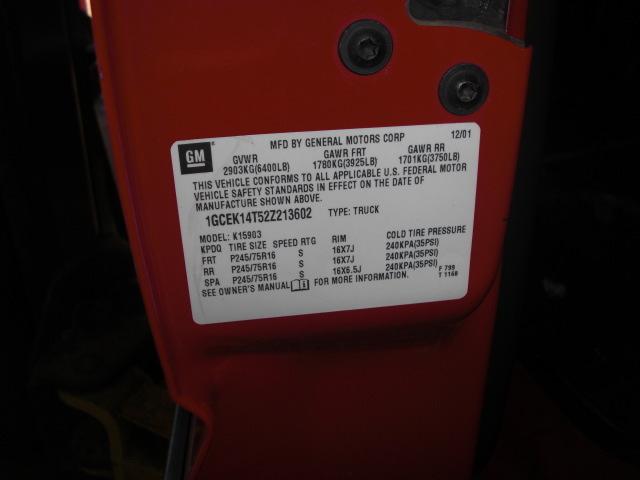 MFD BY GENERAL MOTORS CORP 12/01
GM GVWR GAWR FRT GAWR RR
2903KG(6400LB) 1780KG(3925LB) 1701KG(3750LB)
THIS VEHICLE CONFORMS TO ALL APPLICABLE U.S. FEDERAL MOTOR
VEHICLE SAFETY STANDARDS IN EFFECT ON THE DATE OF
MANUFACTURE SHOWN ABOVE.
1GCEK14T52Z213602 TYPE: TRUCK
MODEL: K15903
KPDQ TIRE SIZE SPEED RTG RIM COLD TIRE PRESSURE
FRT P245/75R16 S 16X7J 240KPA(35PSI)
RR P245/75R16 S 16X7J 240KPA(35PSI)
SPA P245/75R16 S 16X6.5J 240KPA(35PSI)
SEE OWNER'S MANUAL FOR MORE INFORMATION.
F 799
T 1168